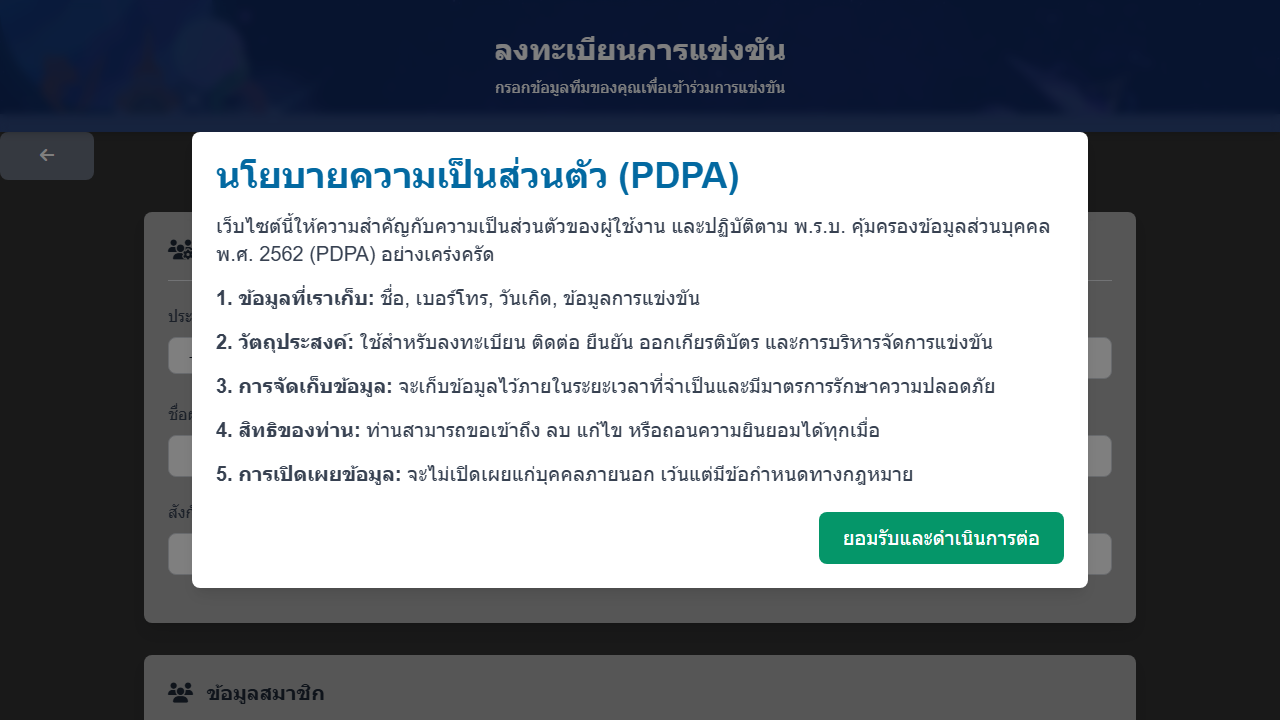 ลงทะเบียนการแข่งขัน
กรอกข้อมูลทีมของคุณเพื่อเข้าร่วมการแข่งขัน
นโยบายความเป็นส่วนตัว (PDPA)
เว็บไซต์นี้ให้ความสำคัญกับความเป็นส่วนตัวของผู้ใช้งาน และปฏิบัติตาม พ.ร.บ. คุ้มครองข้อมูลส่วนบุคคล
พ.ศ. 2562 (PDPA) อย่างเคร่งครัด
1. ข้อมูลที่เราเก็บ: ชื่อ, เบอร์โทร, วันเกิด, ข้อมูลการแข่งขัน
2. วัตถุประสงค์: ใช้สำหรับลงทะเบียน ติดต่อ ยืนยัน ออกเกียรติบัตร และการบริหารจัดการแข่งขัน
3. การจัดเก็บข้อมูล: จะเก็บข้อมูลไว้ภายในระยะเวลาที่จำเป็นและมีมาตรการรักษาความปลอดภัย
4. สิทธิของท่าน: ท่านสามารถขอเข้าถึง ลบ แก้ไข หรือถอนความยินยอมได้ทุกเมื่อ
5. การเปิดเผยข้อมูล: จะไม่เปิดเผยแก่บุคคลภายนอก เว้นแต่มีข้อกำหนดทางกฎหมาย
ยอมรับและดำเนินการต่อ
ข้อมูลสมาชิก